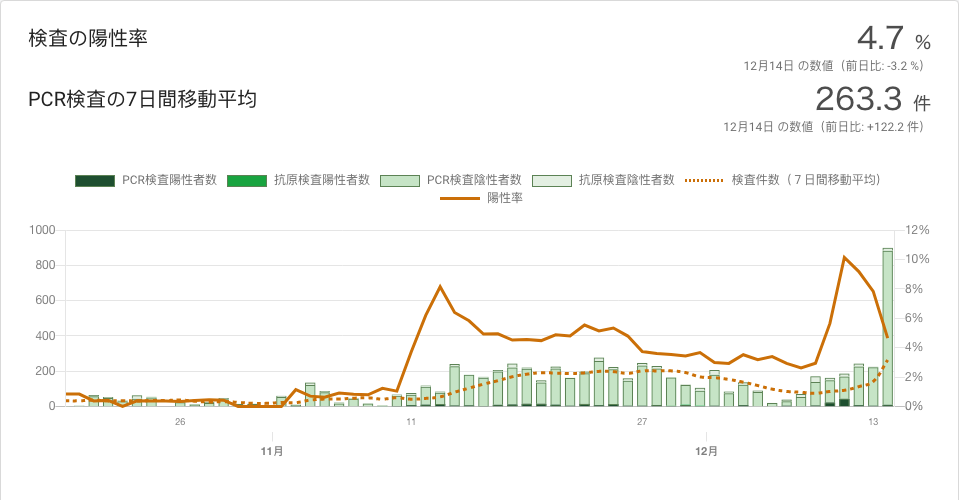 検査の陽性率
4.7 %
12月14日 の数値（前日比: -3.2 %）
PCR検査の7日間移動平均
263.3 件
12月14日 の数値（前日比: +122.2 件）
PCR検査陽性者数 抗原検査陽性者数 PCR検査陰性者数 抗原検査陰性者数 検査件数（７日間移動平均）
陽性率
1000 12%
800 10%
600 8%
400 6%
200 4%
0 2%
0%
26 11 27 13
11月 12月